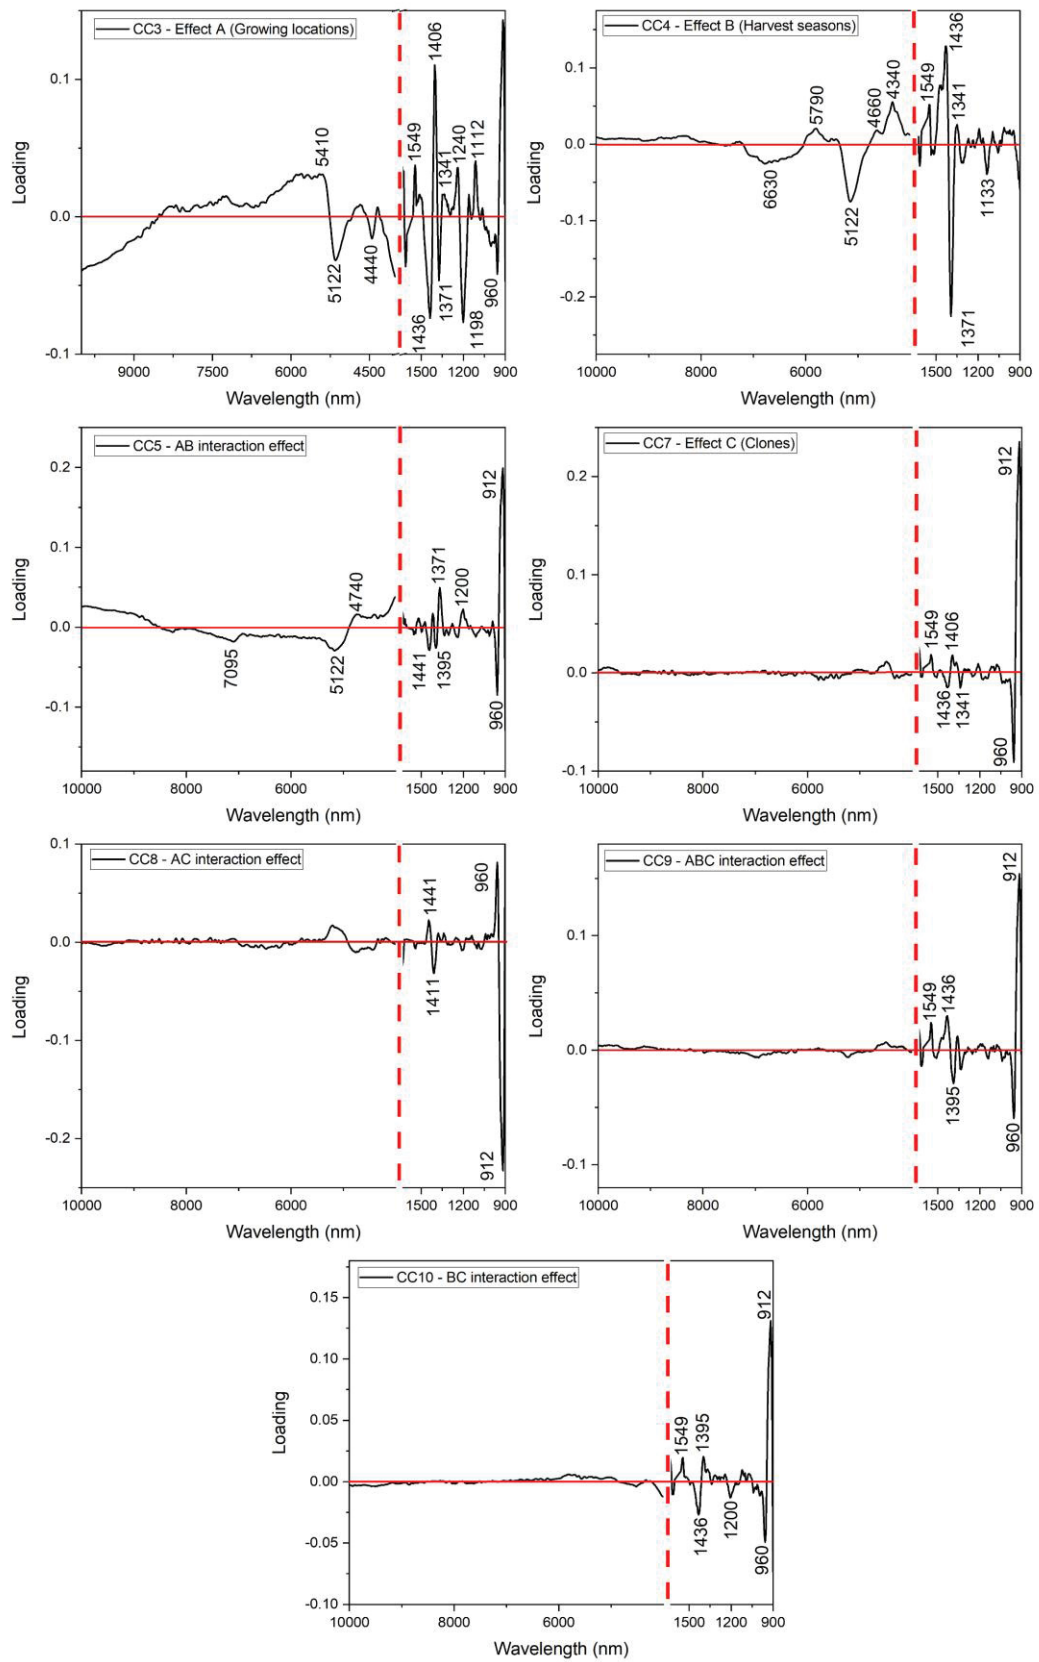 CC3 - Effect A (Growing locations)
1406
0.1
5410
1549
1341
1240
1112
0.0
5122
4440
1436
1371
1198
960
-0.1
9000 7500 6000 4500 1500 1200 900
Wavelength (nm)
Loading
CC4 - Effect B (Harvest seasons)
1436
0.1
5790
4660
4340
1549
1341
0.0
6630
5122
1133
-0.1
-0.2
1371
10000 8000 6000 1500 1200 900
Wavelength (nm)
Loading
CC5 - AB interaction effect
912
0.2
0.1
4740
1371
1200
0.0
7095
5122
1441
1395
960
-0.1
10000 8000 6000 1500 1200 900
Wavelength (nm)
Loading
CC7 - Effect C (Clones)
912
0.2
0.1
1549
1406
0.0
1436
1341
960
-0.1
10000 8000 6000 1500 1200 900
Wavelength (nm)
Loading
CC8 - AC interaction effect
0.1
960
1441
0.0
1411
-0.1
-0.2
912
10000 8000 6000 1500 1200 900
Wavelength (nm)
Loading
CC9 - ABC interaction effect
912
0.1
1549
1436
0.0
1395
960
-0.1
10000 8000 6000 1500 1200 900
Wavelength (nm)
Loading
CC10 - BC interaction effect
912
0.15
0.10
0.05
1549
1395
0.00
1436
1200
960
-0.05
-0.10
10000 8000 6000 1500 1200 900
Wavelength (nm)
Loading